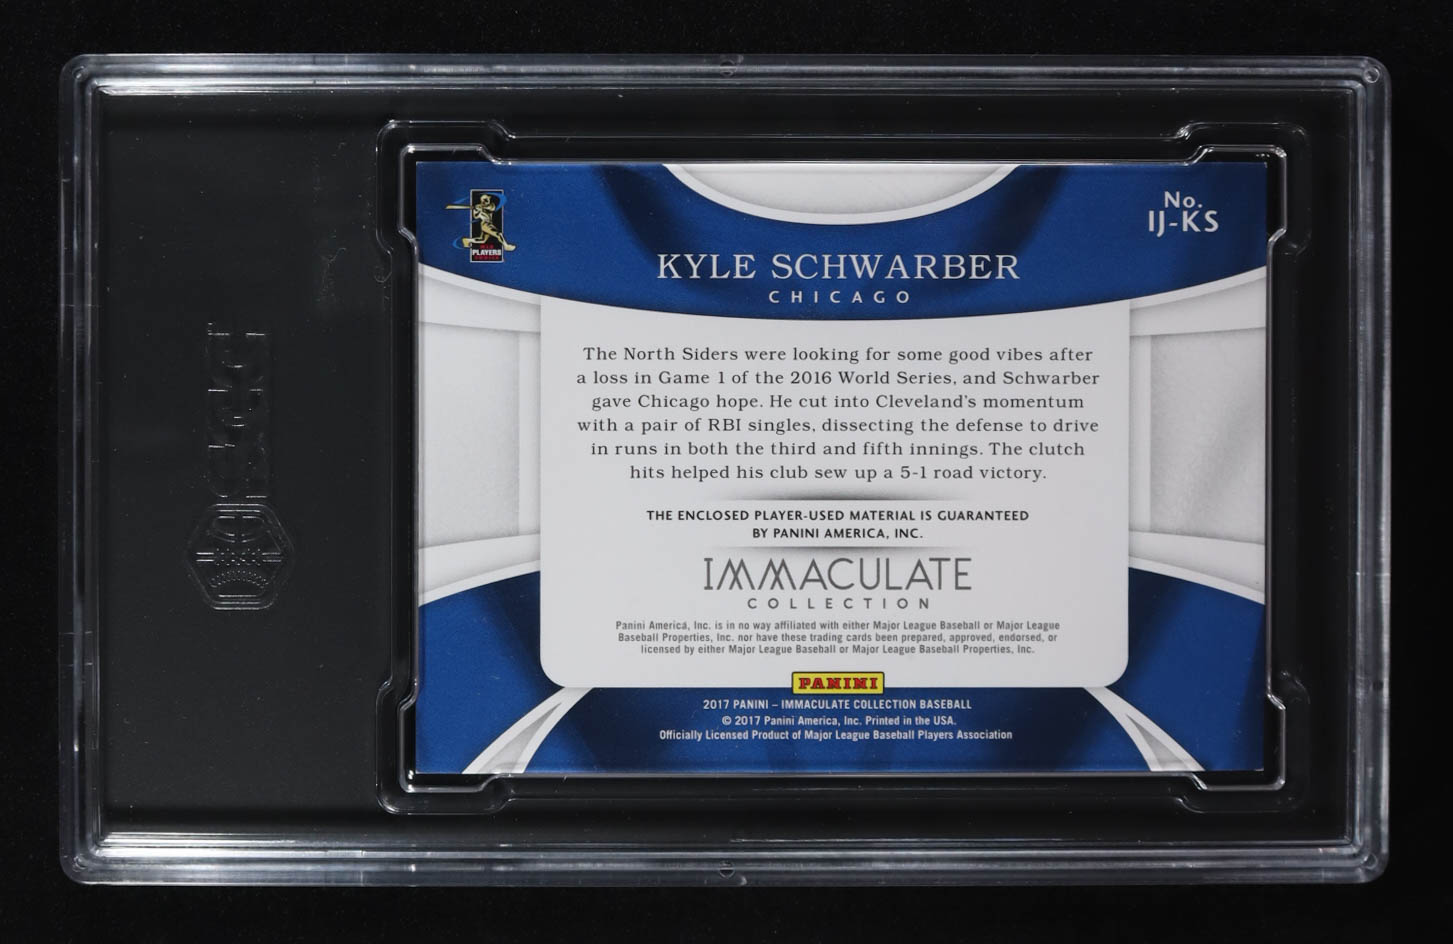 No.
IJ-KS
PLAYERS
KYLE SCHWARBER
CHICAGO
The North Siders were looking for some good vibes after
a loss in Game 1 of the 2016 World Series, and Schwarber
gave Chicago hope. He cut into Cleveland's momentum
with a pair of RBI singles, dissecting the defense to drive
in runs in both the third and fifth innings. The clutch
hits helped his club sew up a 5-1 road victory.
THE ENCLOSED PLAYER-USED MATERIAL IS GUARANTEED
BY PANINI AMERICA, INC.
IMMACULATE
COLLECTION
Panini America, Inc. is in no way affiliated with either Major League Baseball or Major League
Baseball Properties, Inc. nor have these trading cards been prepared, approved, endorsed, or
licensed by either Major League Baseball or Major League Baseball Properties, Inc.
PANINI
2017 PANINI – IMMACULATE COLLECTION BASEBALL
© 2017 Panini America, Inc. Printed in the USA.
Officially Licensed Product of Major League Baseball Players Association